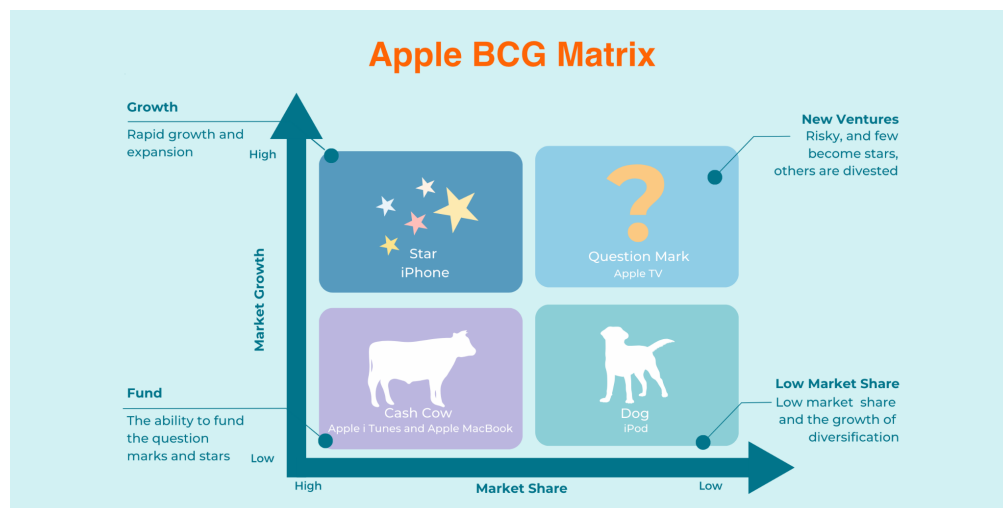 Apple BCG Matrix
Growth
Rapid growth and
expansion
High
New Ventures
Risky, and few
become stars,
others are divested
Star
iPhone
?
Question Mark
Apple TV
Market Growth
Fund
The ability to fund
the question
marks and stars
Low
Cash Cow
Apple i Tunes and Apple MacBook
Dog
iPod
Low Market Share
Low market share
and the growth of
diversification
High
Market Share
Low